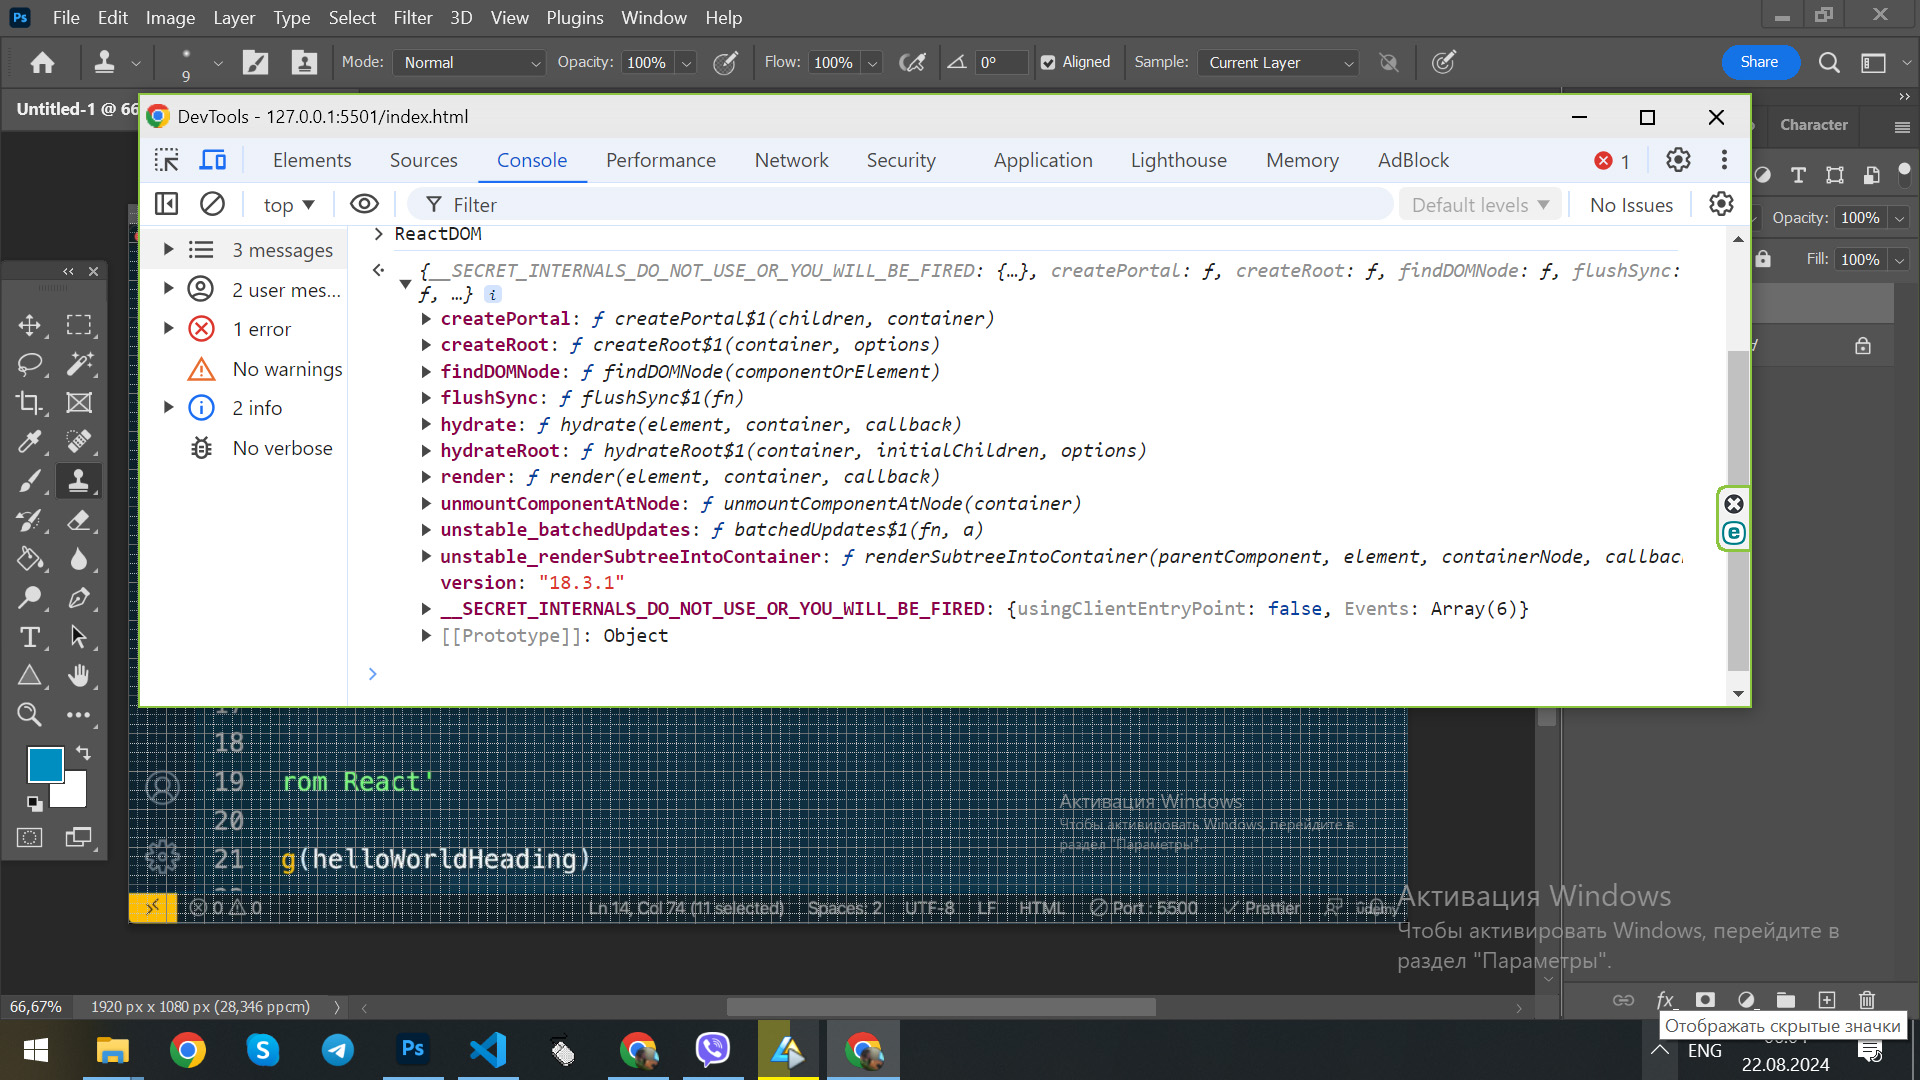 Ps File Edit Image Layer Type Select Filter 3D View Plugins Window Help
9 Mode: Normal Opacity: 100% Flow: 100% 0° Aligned Sample: Current Layer Share
Untitled-1 @ 66
DevTools - 127.0.0.1:5501/index.html
Character
Elements Sources Console Performance Network Security Application Lighthouse Memory AdBlock 1
top Filter Default levels No Issues
Opacity: 100%
Fill: 100%
3 messages
2 user mes...
1 error
No warnings
2 info
No verbose
> ReactDOM
{__SECRET_INTERNALS_DO_NOT_USE_OR_YOU_WILL_BE_FIRED: {…}, createPortal: ƒ, createRoot: ƒ, findDOMNode: ƒ, flushSync:
ƒ, …} i
createPortal: ƒ createPortal$1(children, container)
createRoot: ƒ createRoot$1(container, options)
findDOMNode: ƒ findDOMNode(componentOrElement)
flushSync: ƒ flushSync$1(fn)
hydrate: ƒ hydrate(element, container, callback)
hydrateRoot: ƒ hydrateRoot$1(container, initialChildren, options)
render: ƒ render(element, container, callback)
unmountComponentAtNode: ƒ unmountComponentAtNode(container)
unstable_batchedUpdates: ƒ batchedUpdates$1(fn, a)
unstable_renderSubtreeIntoContainer: ƒ renderSubtreeIntoContainer(parentComponent, element, containerNode, callbac
version: "18.3.1"
__SECRET_INTERNALS_DO_NOT_USE_OR_YOU_WILL_BE_FIRED: {usingClientEntryPoint: false, Events: Array(6)}
[[Prototype]]: Object
>
18
19 rom React'
20
21 g(helloWorldHeading)
Активация Windows
Чтобы активировать Windows, перейдите в
раздел "Параметры"
0 0 Ln 14, Col 74 (11 selected) Spaces: 2 UTF-8 LF HTML Port : 5500 Prettier
udemy
Активация Windows
Чтобы активировать Windows, перейдите в
раздел "Параметры".
66,67% 1920 px x 1080 px (28,346 ppcm)
fx
Отображать скрытые значки
Ps
ENG
22.08.2024